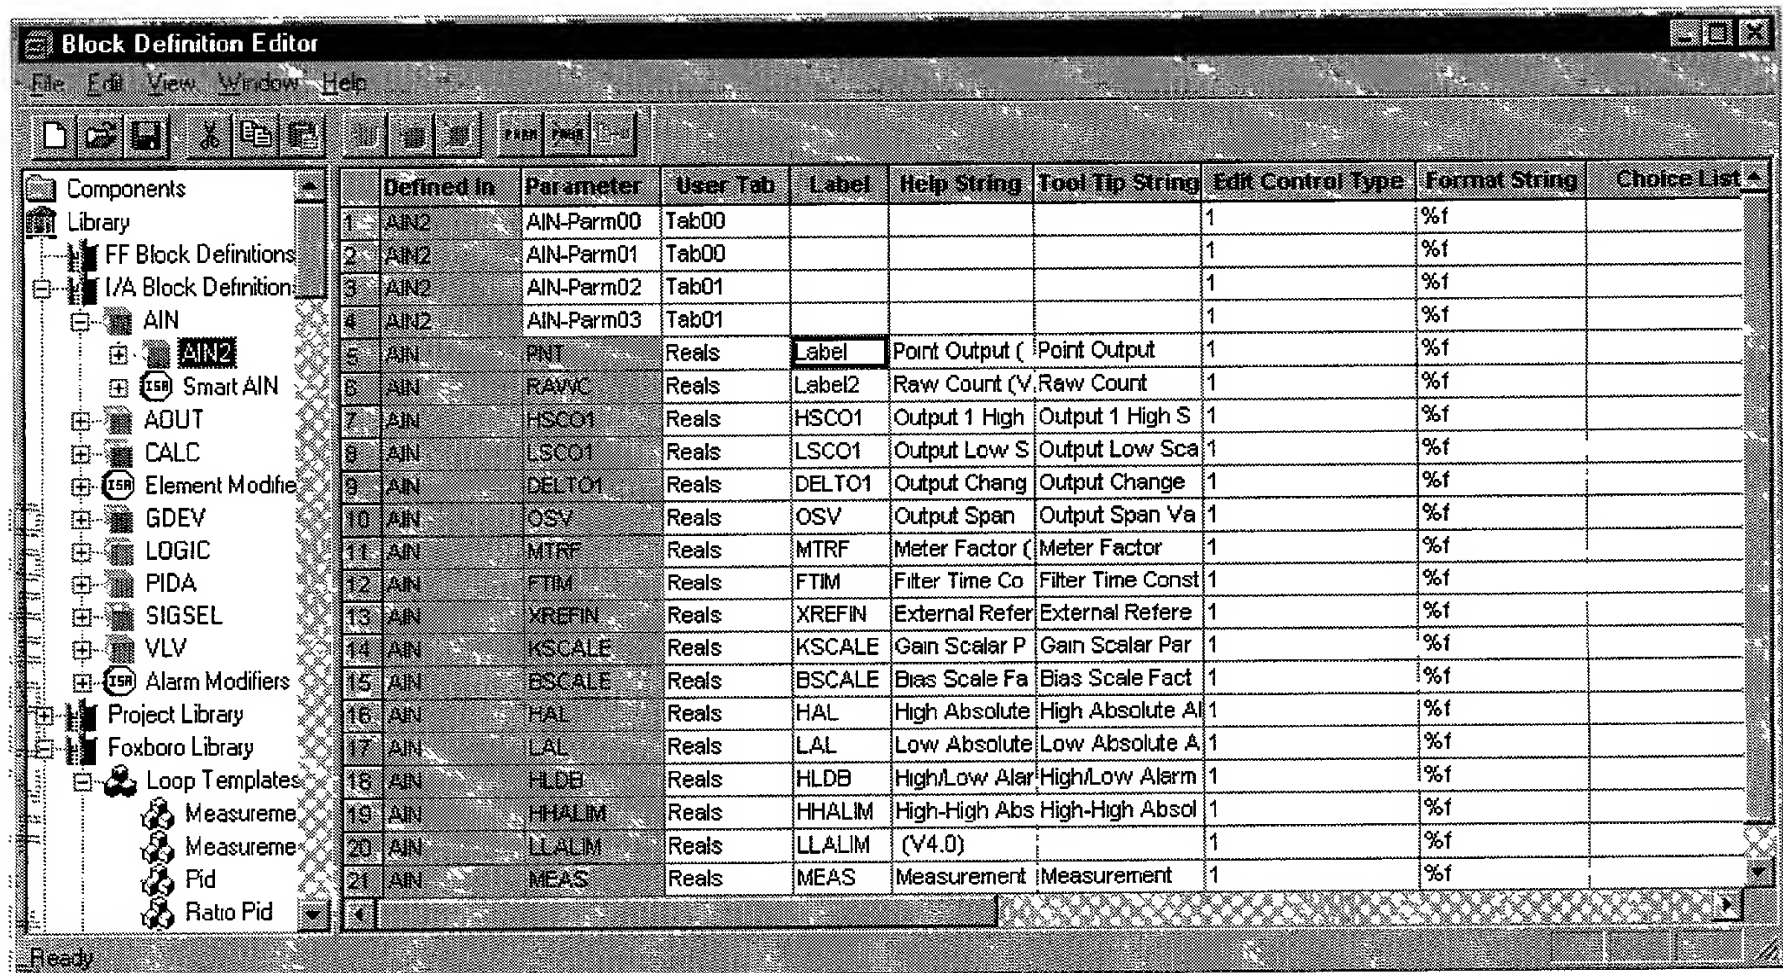 Block Definition Editor
File Edit View Window Help
Components
Library
FF Block Definitions
I/A Block Definition
AIN
AIN2
ISA Smart AIN
AOUT
CALC
ISA Element Modifie
GDEV
LOGIC
PIDA
SIGSEL
VLV
ISA Alarm Modifiers
Project Library
Foxboro Library
Loop Templates
Measureme
Measureme
Pid
Ratio Pid
Defined In Parameter User Tab Label Help String Tool Tip String Edit Control Type Format String Choice List
1 AIN2 AIN-Parm00 Tab00 1 %f
2 AIN2 AIN-Parm01 Tab00 1 %f
3 AIN2 AIN-Parm02 Tab01 1 %f
4 AIN2 AIN-Parm03 Tab01 1 %f
5 AIN PNT Reals Label Point Output ( Point Output 1 %f
6 AIN RAWC Reals Label2 Raw Count (V. Raw Count 1 %f
7 AIN HSCO1 Reals HSCO1 Output 1 High Output 1 High S 1 %f
8 AIN LSCO1 Reals LSCO1 Output Low S Output Low Sca 1 %f
9 AIN DELTO1 Reals DELTO1 Output Chang Output Change 1 %f
10 AIN OSV Reals OSV Output Span Output Span Va 1 %f
11 AIN MTRF Reals MTRF Meter Factor ( Meter Factor 1 %f
12 AIN FTIM Reals FTIM Filter Time Co Filter Time Const 1 %f
13 AIN XREFIN Reals XREFIN External Refer External Refere 1 %f
14 AIN KSCALE Reals KSCALE Gain Scalar P Gain Scalar Par 1 %f
15 AIN BSCALE Reals BSCALE Bias Scale Fa Bias Scale Fact 1 %f
16 AIN HAL Reals HAL High Absolute High Absolute Al 1 %f
17 AIN LAL Reals LAL Low Absolute Low Absolute A 1 %f
18 AIN HLDB Reals HLDB High/Low Alar High/Low Alarm 1 %f
19 AIN HHALIM Reals HHALIM High-High Abs High-High Absol 1 %f
20 AIN LLALIM Reals LLALIM (V4.0) 1 %f
21 AIN MEAS Reals MEAS Measurement Measurement 1 %f
Ready